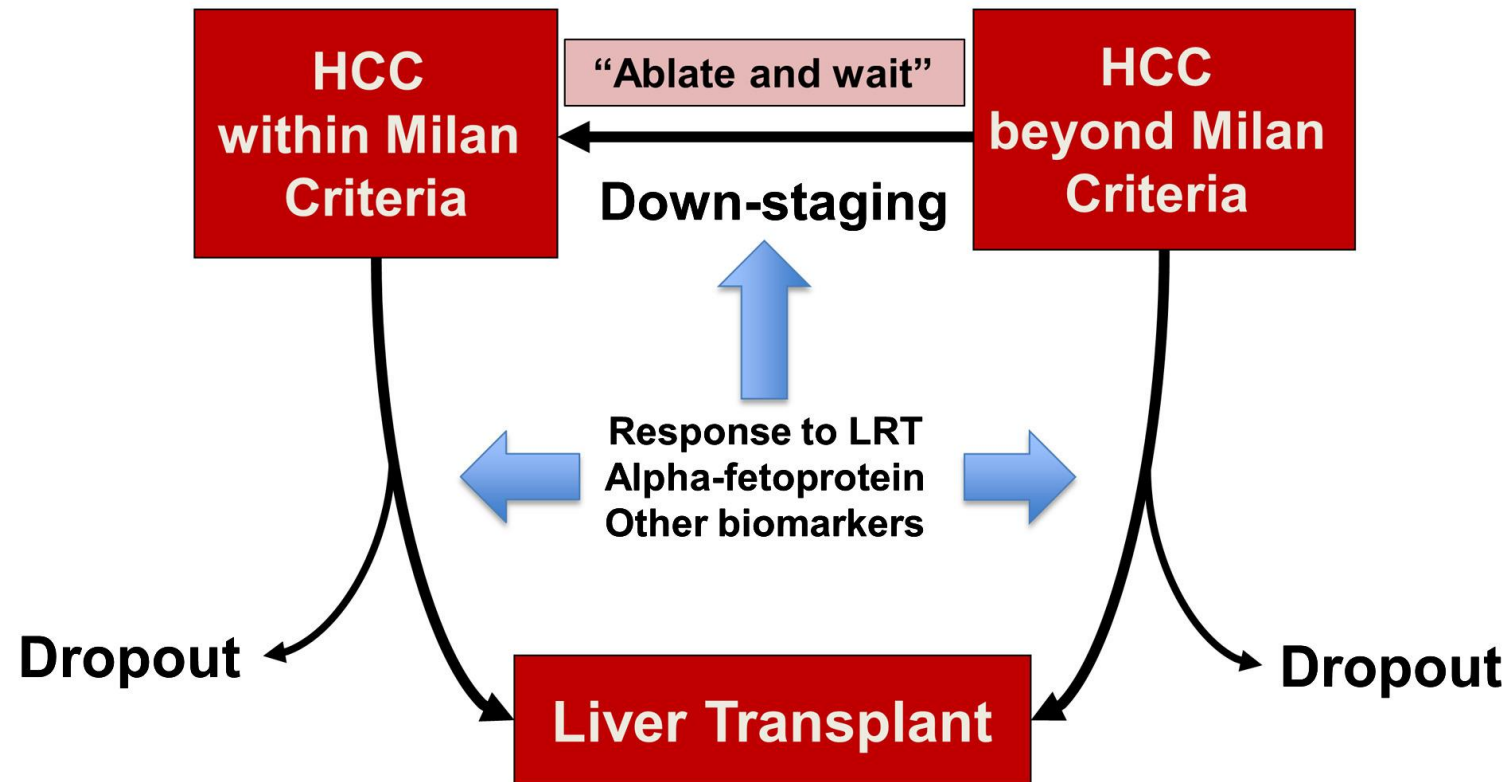 HCC
within Milan
Criteria
“Ablate and wait”
Down-staging
HCC
beyond Milan
Criteria
Response to LRT
Alpha-fetoprotein
Other biomarkers
Dropout
Liver Transplant
Dropout